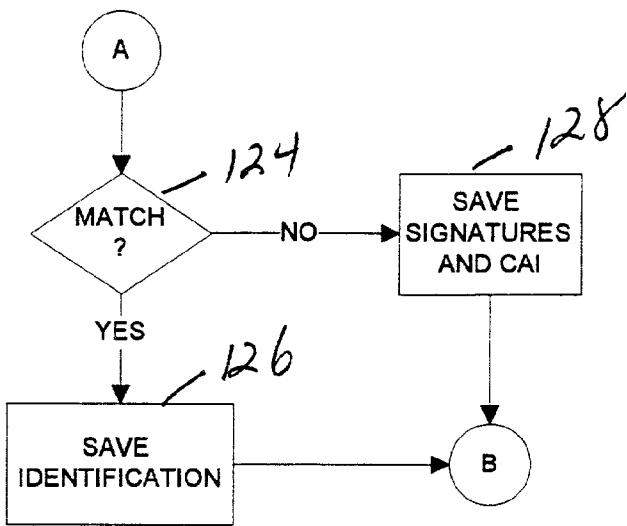 A
124
MATCH
?
NO
128
SAVE
SIGNATURES
AND CAI
YES
126
SAVE
IDENTIFICATION
B